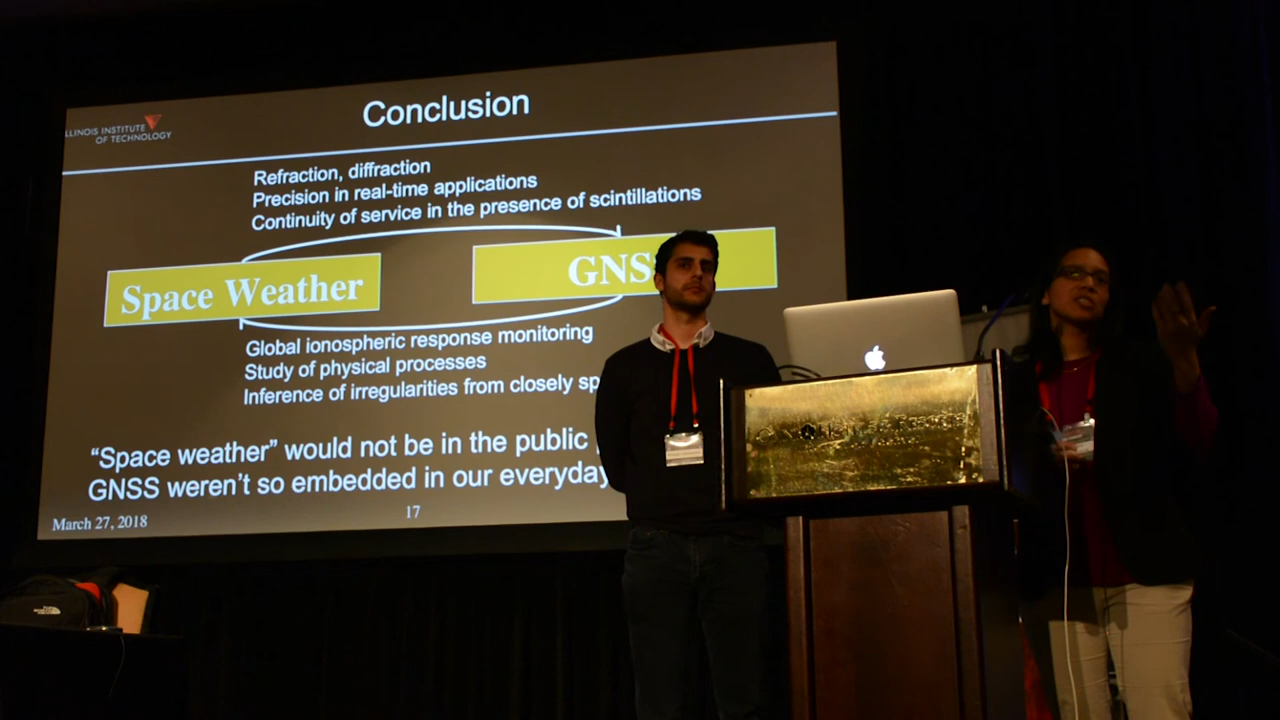 ILLINOIS INSTITUTE
OF TECHNOLOGY
Conclusion
Refraction, diffraction
Precision in real-time applications
Continuity of service in the presence of scintillations
Space Weather
GNS
Global ionospheric response monitoring
Study of physical processes
Inference of irregularities from closely sp
“Space weather” would not be in the public
GNSS weren’t so embedded in our everyday
March 27, 2018
17